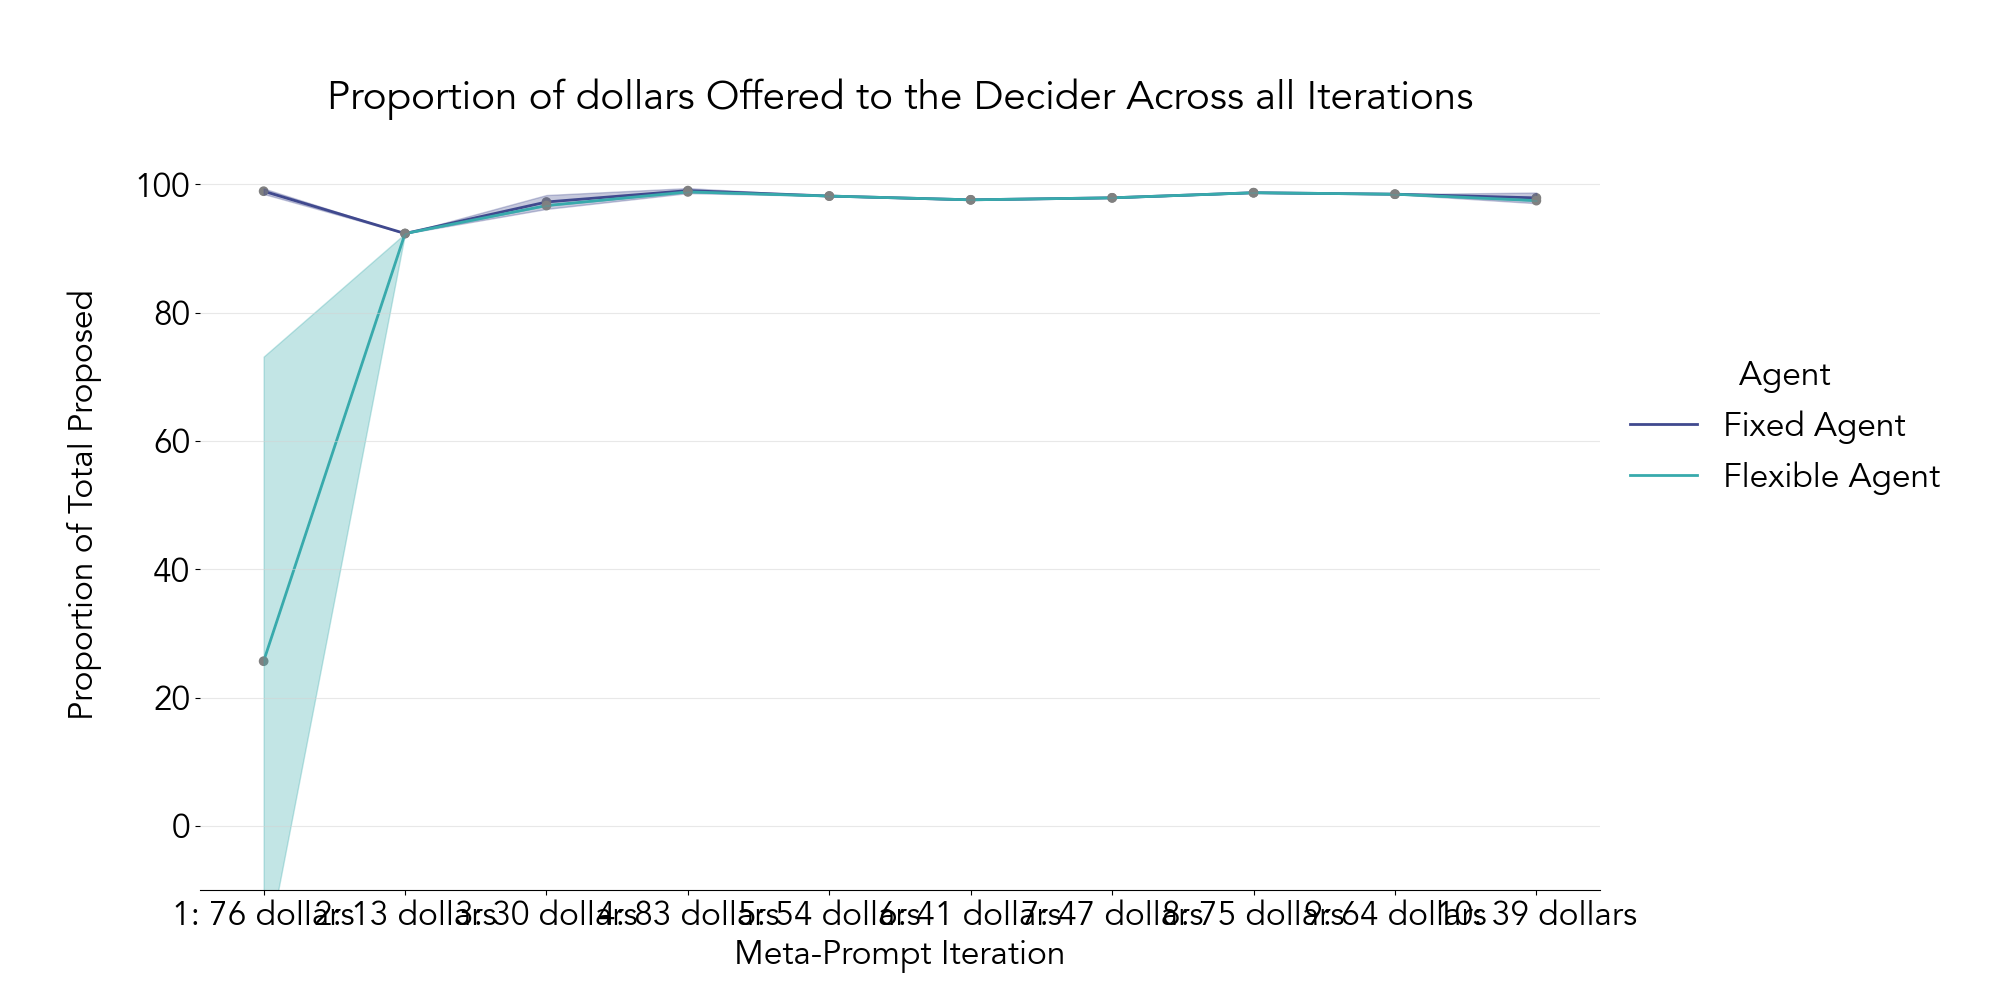 Proportion of dollars Offered to the Decider Across all Iterations
100
80
60
40
20
0
Proportion of Total Proposed
Agent
Fixed Agent
Flexible Agent
1: 76 dollars
2: 13 dollars
3: 30 dollars
4: 83 dollars
5: 54 dollars
6: 41 dollars
7: 47 dollars
8: 75 dollars
9: 64 dollars
10: 39 dollars
Meta-Prompt Iteration